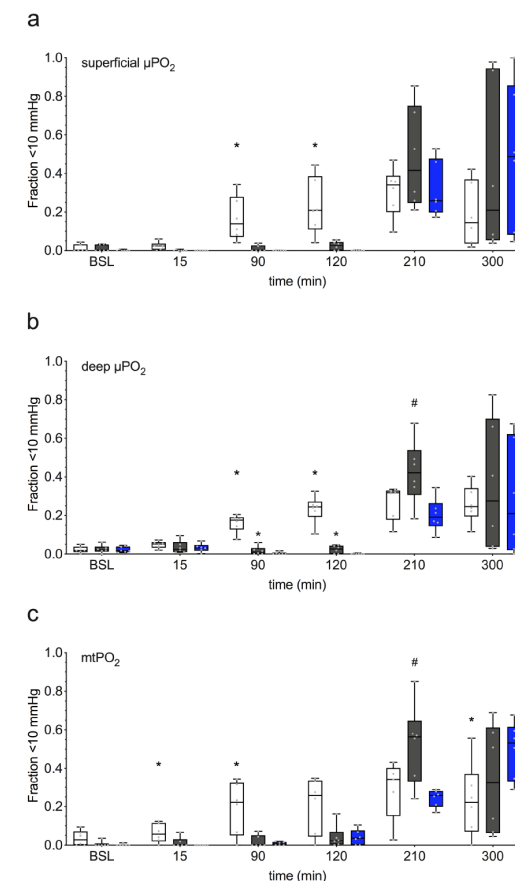 a
superficial µPO2
Fraction <10 mmHg
1.0
0.8
0.6
0.4
0.2
0.0
* *
BSL 15 90 120 210 300
time (min)
b
deep µPO2
Fraction <10 mmHg
1.0
0.8
0.6
0.4
0.2
0.0
* * * * #
BSL 15 90 120 210 300
time (min)
c
mtPO2
Fraction <10 mmHg
1.0
0.8
0.6
0.4
0.2
0.0
* * # *
BSL 15 90 120 210 300
time (min)